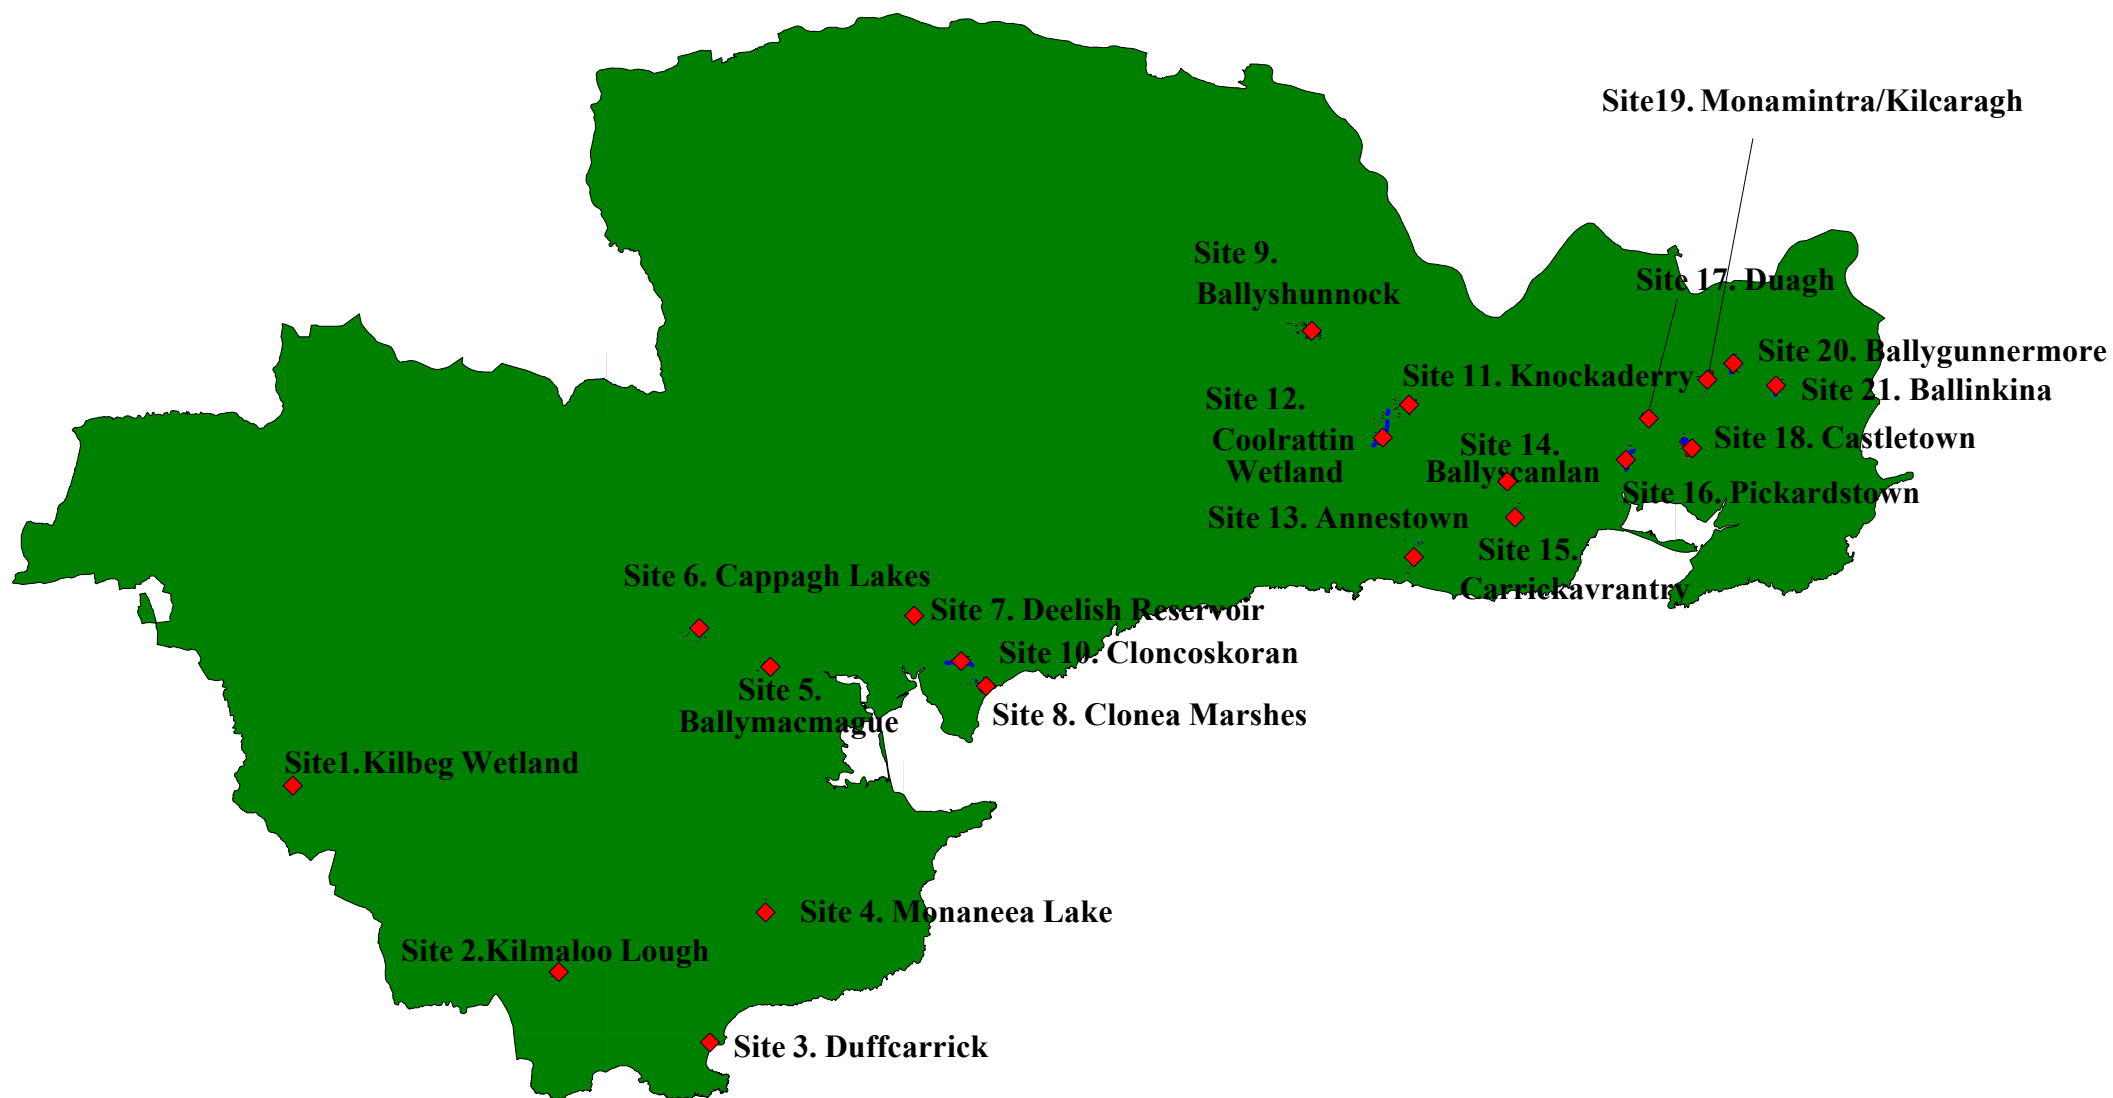 Site19. Monamintra/Kilcaragh
Site 9.
Ballyshunnock
Site 17. Duagh
Site 20. Ballygunnermore
Site 11. Knockaderry
Site 21. Ballinkina
Site 12.
Coolrattin
Wetland
Site 14.
Ballyscanlan
Site 18. Castletown
Site 16. Pickardstown
Site 13. Annestown
Site 15.
Carrickavrantry
Site 6. Cappagh Lakes
Site 7. Deelish Reservoir
Site 10. Cloncoskoran
Site 5.
Ballymacmague
Site 8. Clonea Marshes
Site1.Kilbeg Wetland
Site 4. Monaneea Lake
Site 2.Kilmaloo Lough
Site 3. Duffcarrick